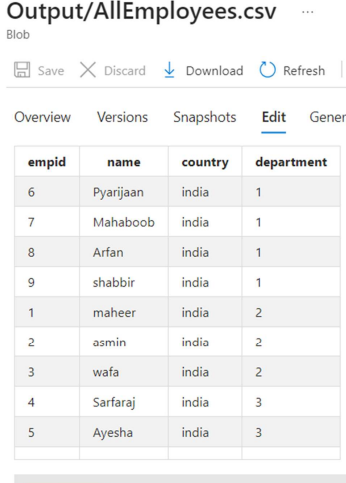 Output/AllEmployees.csv ...
Blob
Save Discard Download Refresh
Overview Versions Snapshots Edit Gener
empid name country department
6 Pyarijaan india 1
7 Mahaboob india 1
8 Arfan india 1
9 shabbir india 1
1 maheer india 2
2 asmin india 2
3 wafa india 2
4 Sarfaraj india 3
5 Ayesha india 3